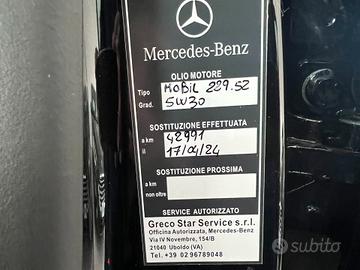 Mercedes-Benz
OLIO MOTORE
Tipo MOBIL 229.52
Grad. 5W30
SOSTITUZIONE EFFETTUATA
a km 42991
il 17/04/24
SOSTITUZIONE PROSSIMA
a km
non oltre
SERVICE AUTORIZZATO
Greco Star Service s.r.l.
Officina Autorizzata, Mercedes-Benz
Via IV Novembre, 154/B
21040 Uboldo (VA)
Tel. +39 02 96789048
subito